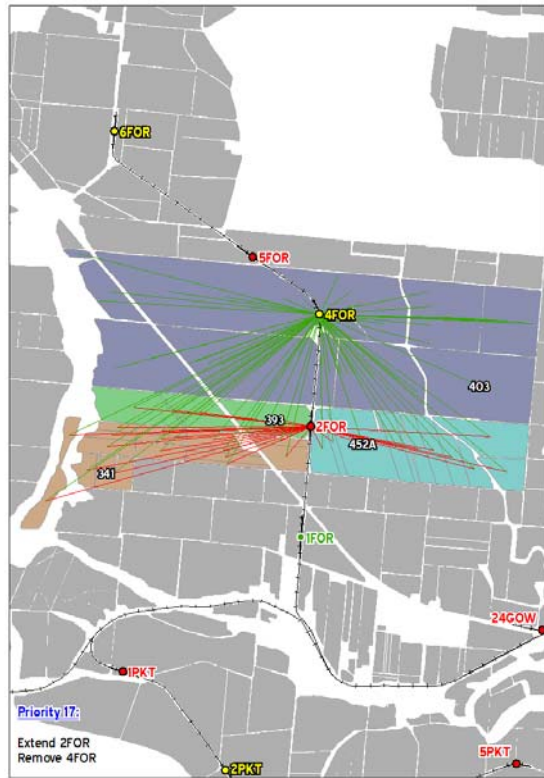 6FOR
5FOR
4FOR
403
393
2FOR
452A
341
1FOR
24GOW
1PKT
Priority 17:
Extend 2FOR
Remove 4FOR
2PKT
5PKT